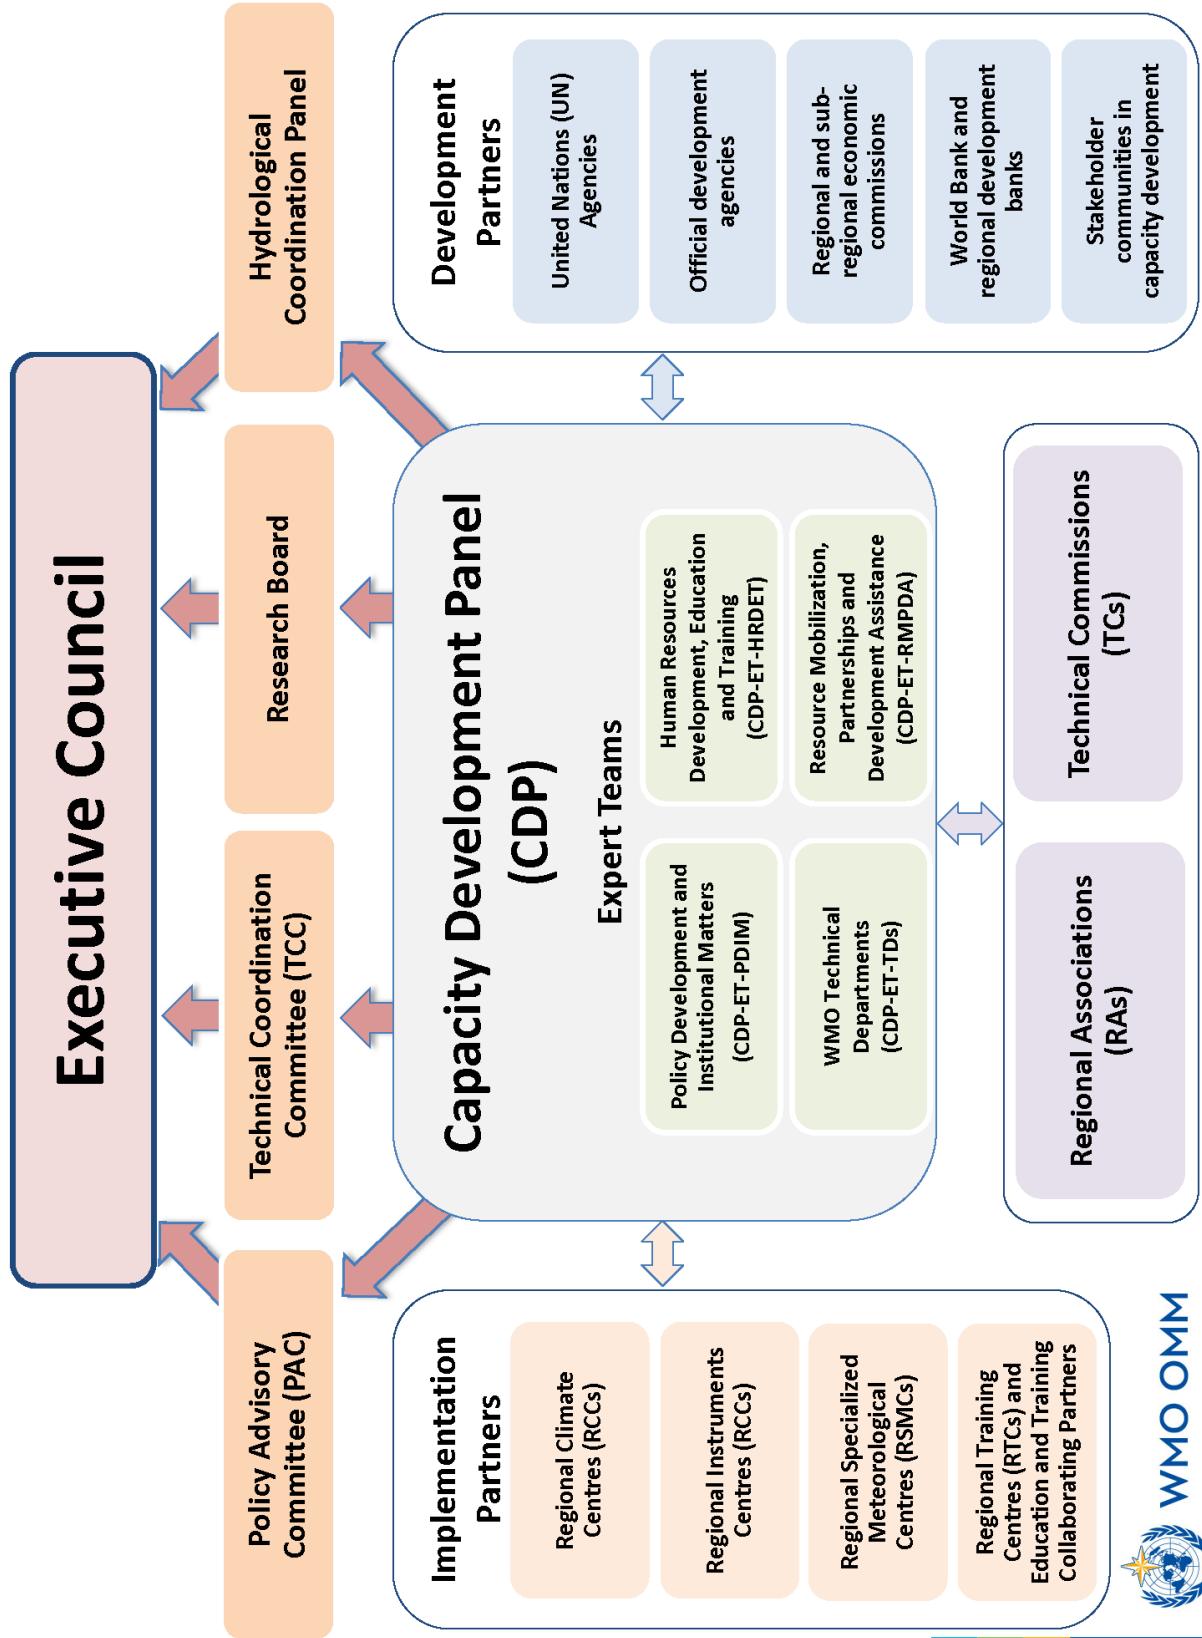 Executive Council
Policy Advisory
Committee (PAC)
Technical Coordination
Committee (TCC)
Research Board
Hydrological
Coordination Panel
Implementation
Partners
Regional Climate
Centres (RCCs)
Regional Instruments
Centres (RCCs)
Regional Specialized
Meteorological
Centres (RSMCs)
Regional Training
Centres (RTCs) and
Education and Training
Collaborating Partners
Capacity Development Panel
(CDP)
Expert Teams
Policy Development and
Institutional Matters
(CDP-ET-PDIM)
Human Resources
Development, Education
and Training
(CDP-ET-HRDET)
WMO Technical
Departments
(CDP-ET-TDs)
Resource Mobilization,
Partnerships and
Development Assistance
(CDP-ET-RMPDA)
Development
Partners
United Nations (UN)
Agencies
Official development
agencies
Regional and sub-
regional economic
commissions
World Bank and
regional development
banks
Stakeholder
communities in
capacity development
Regional Associations
(RAs)
Technical Commissions
(TCs)
WMO OMM